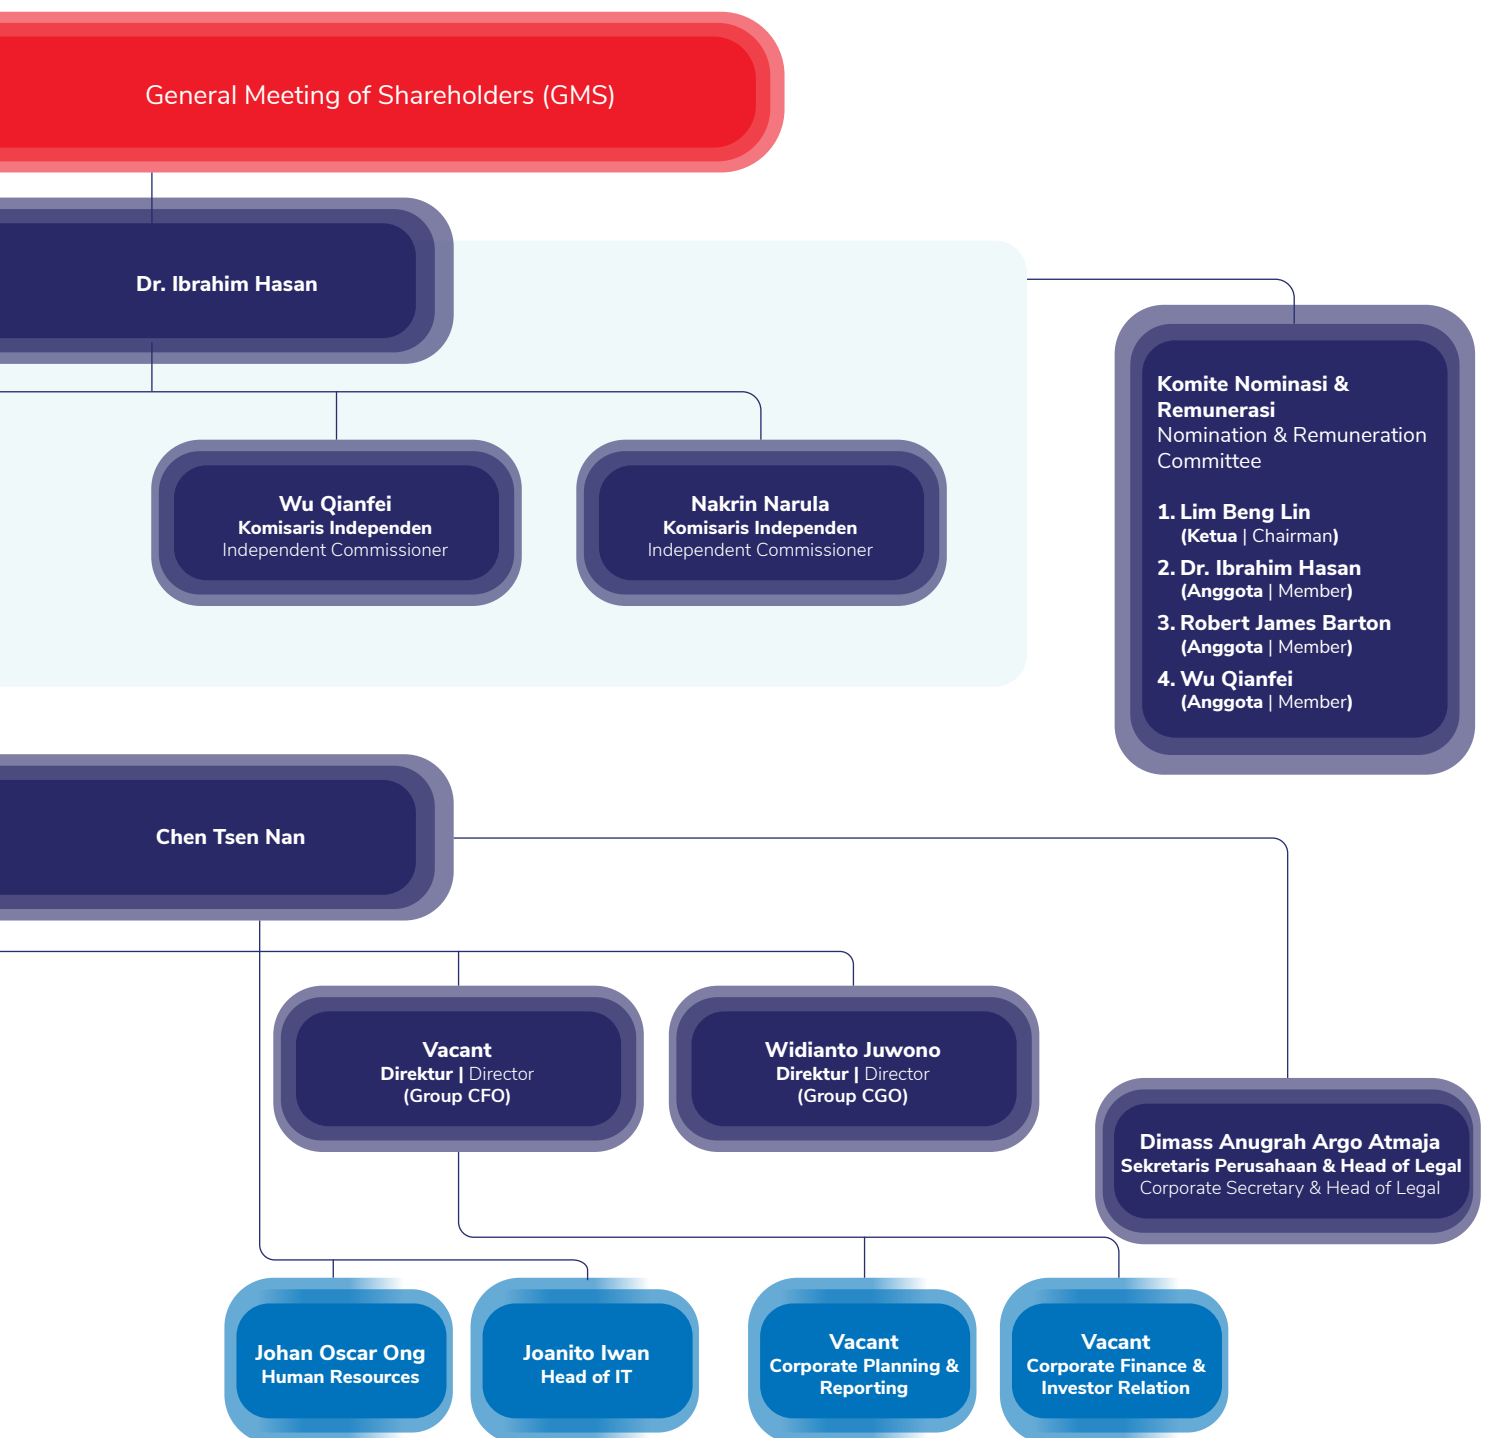 General Meeting of Shareholders (GMS)
Dr. Ibrahim Hasan
Wu Qianfei
Komisaris Independen
Independent Commissioner
Nakrin Narula
Komisaris Independen
Independent Commissioner
Komite Nominasi &
Remunerasi
Nomination & Remuneration
Committee
1. Lim Beng Lin
(Ketua | Chairman)
2. Dr. Ibrahim Hasan
(Anggota | Member)
3. Robert James Barton
(Anggota | Member)
4. Wu Qianfei
(Anggota | Member)
Chen Tsen Nan
Vacant
Direktur | Director
(Group CFO)
Widianto Juwono
Direktur | Director
(Group CGO)
Dimass Anugrah Argo Atmaja
Sekretaris Perusahaan & Head of Legal
Corporate Secretary & Head of Legal
Johan Oscar Ong
Human Resources
Joanito Iwan
Head of IT
Vacant
Corporate Planning &
Reporting
Vacant
Corporate Finance &
Investor Relation